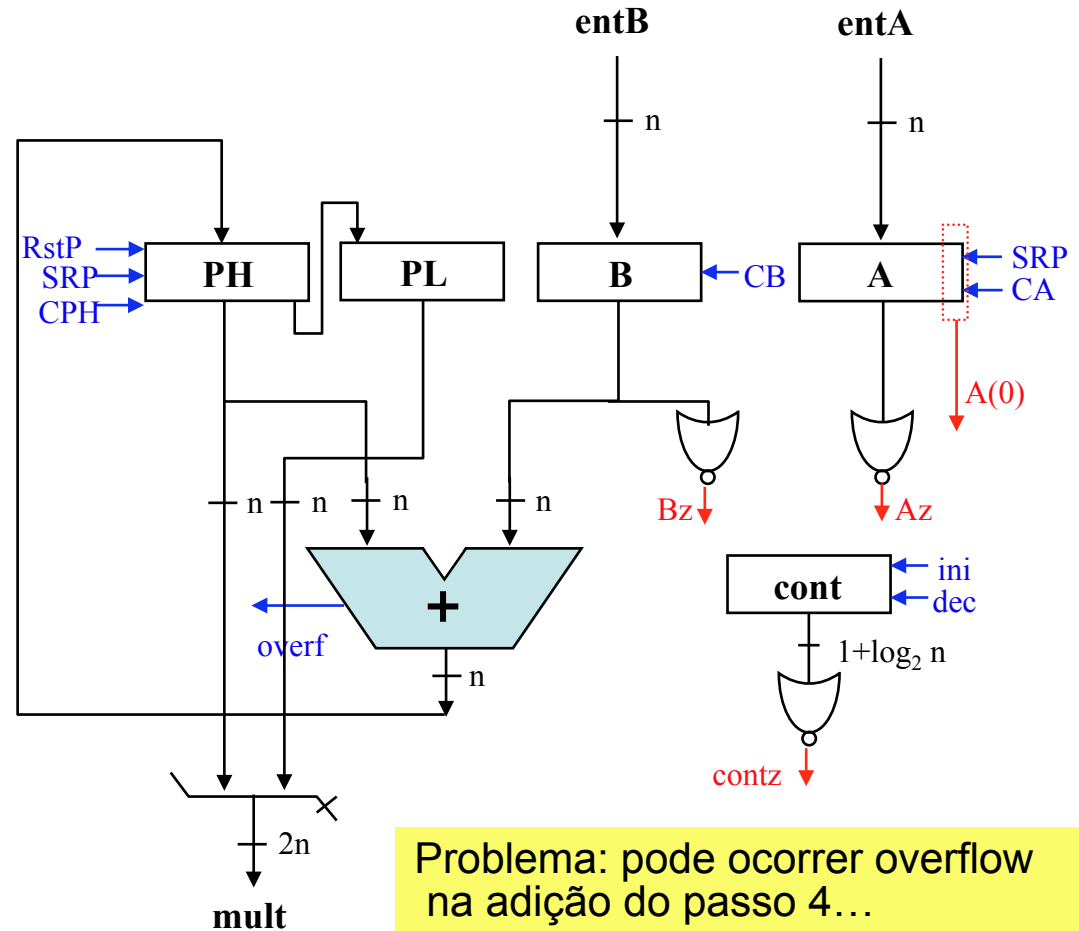 entB
entA
n
n
RstP
SRP
CPH
PH
PL
B
CB
A
SRP
CA
A(0)
n
n
n
n
Bz
Az
+
overf
cont
ini
dec
n
1+log₂ n
contz
2n
mult
Problema: pode ocorrer overflow
na adição do passo 4…